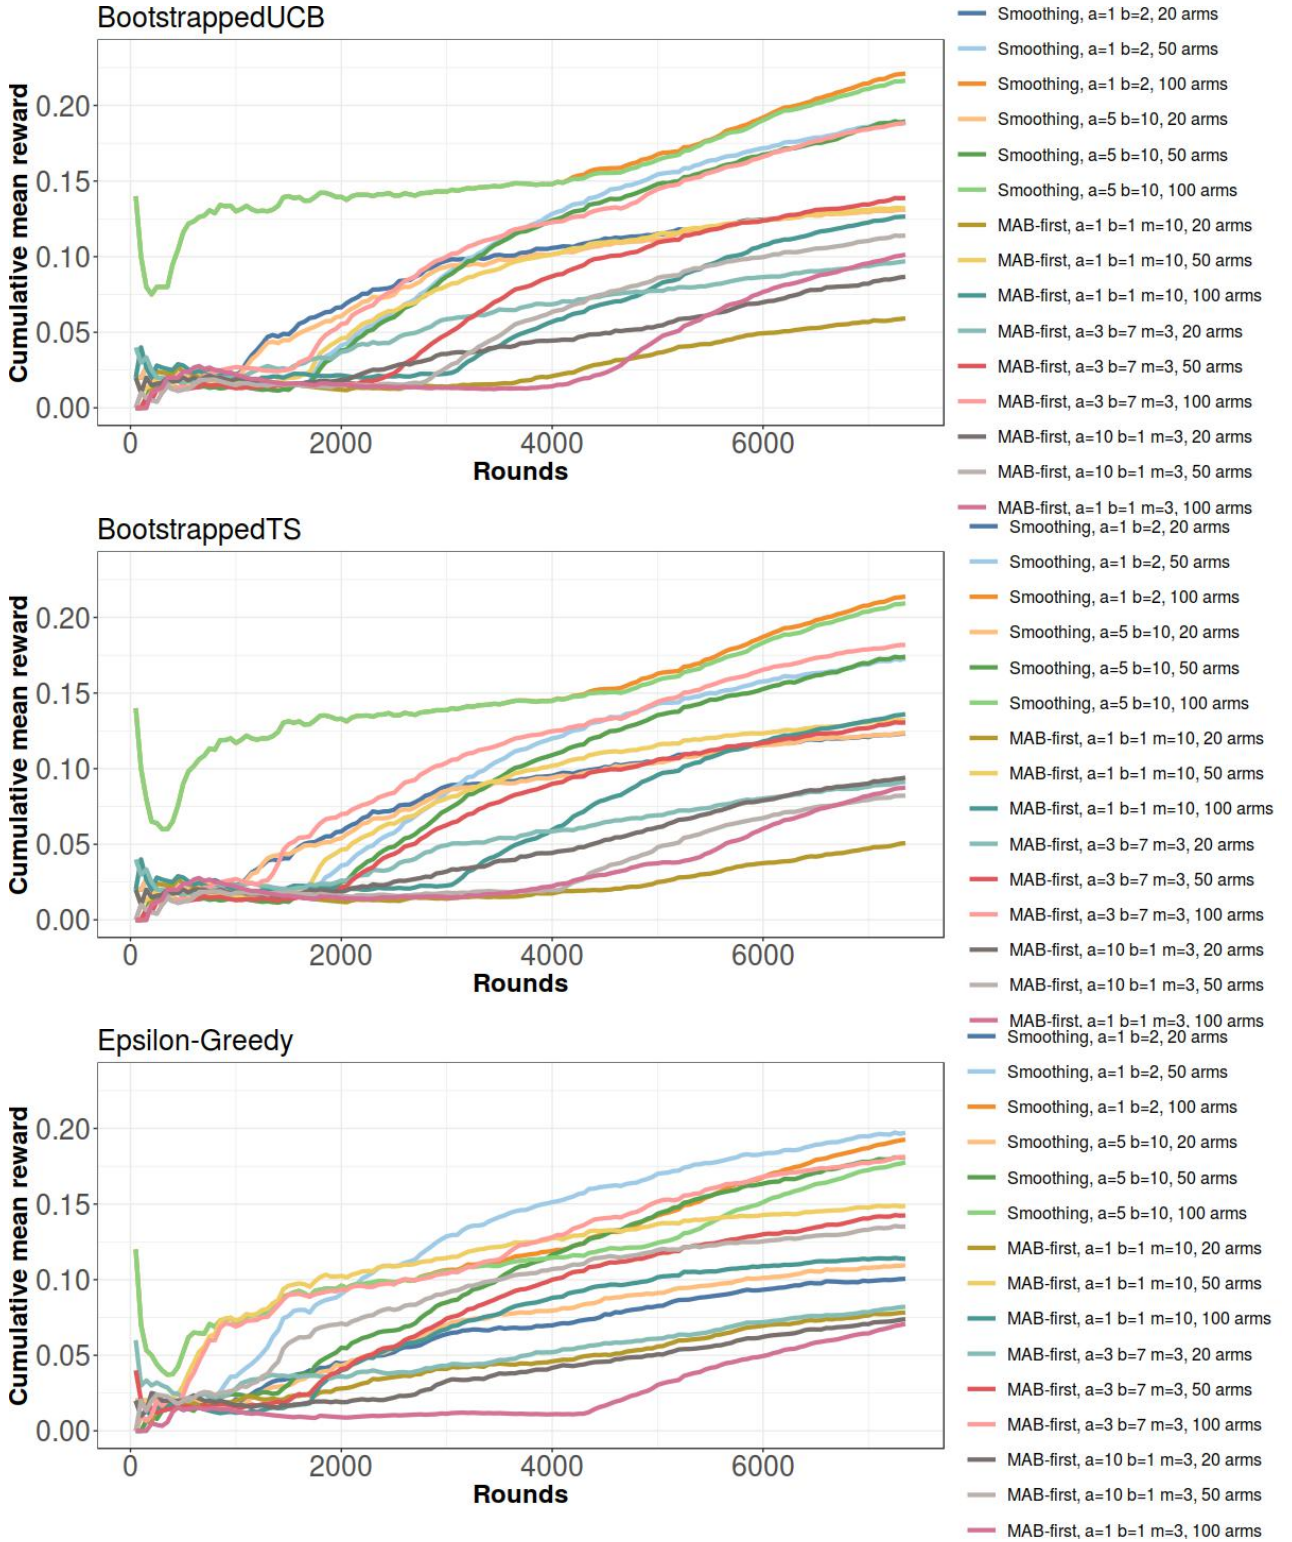 BootstrappedUCB
Cumulative mean reward
0.20
0.15
0.10
0.05
0.00
0
2000
4000
6000
Rounds
Smoothing, a=1 b=2, 20 arms
Smoothing, a=1 b=2, 50 arms
Smoothing, a=1 b=2, 100 arms
Smoothing, a=5 b=10, 20 arms
Smoothing, a=5 b=10, 50 arms
Smoothing, a=5 b=10, 100 arms
MAB-first, a=1 b=1 m=10, 20 arms
MAB-first, a=1 b=1 m=10, 50 arms
MAB-first, a=1 b=1 m=10, 100 arms
MAB-first, a=3 b=7 m=3, 20 arms
MAB-first, a=3 b=7 m=3, 50 arms
MAB-first, a=3 b=7 m=3, 100 arms
MAB-first, a=10 b=1 m=3, 20 arms
MAB-first, a=10 b=1 m=3, 50 arms
MAB-first, a=1 b=1 m=3, 100 arms
BootstrappedTS
Cumulative mean reward
0.20
0.15
0.10
0.05
0.00
0
2000
4000
6000
Rounds
Smoothing, a=1 b=2, 20 arms
Smoothing, a=1 b=2, 50 arms
Smoothing, a=1 b=2, 100 arms
Smoothing, a=5 b=10, 20 arms
Smoothing, a=5 b=10, 50 arms
Smoothing, a=5 b=10, 100 arms
MAB-first, a=1 b=1 m=10, 20 arms
MAB-first, a=1 b=1 m=10, 50 arms
MAB-first, a=1 b=1 m=10, 100 arms
MAB-first, a=3 b=7 m=3, 20 arms
MAB-first, a=3 b=7 m=3, 50 arms
MAB-first, a=3 b=7 m=3, 100 arms
MAB-first, a=10 b=1 m=3, 20 arms
MAB-first, a=10 b=1 m=3, 50 arms
MAB-first, a=1 b=1 m=3, 100 arms
Epsilon-Greedy
Cumulative mean reward
0.20
0.15
0.10
0.05
0.00
0
2000
4000
6000
Rounds
Smoothing, a=1 b=2, 20 arms
Smoothing, a=1 b=2, 50 arms
Smoothing, a=1 b=2, 100 arms
Smoothing, a=5 b=10, 20 arms
Smoothing, a=5 b=10, 50 arms
Smoothing, a=5 b=10, 100 arms
MAB-first, a=1 b=1 m=10, 20 arms
MAB-first, a=1 b=1 m=10, 50 arms
MAB-first, a=1 b=1 m=10, 100 arms
MAB-first, a=3 b=7 m=3, 20 arms
MAB-first, a=3 b=7 m=3, 50 arms
MAB-first, a=3 b=7 m=3, 100 arms
MAB-first, a=10 b=1 m=3, 20 arms
MAB-first, a=10 b=1 m=3, 50 arms
MAB-first, a=1 b=1 m=3, 100 arms